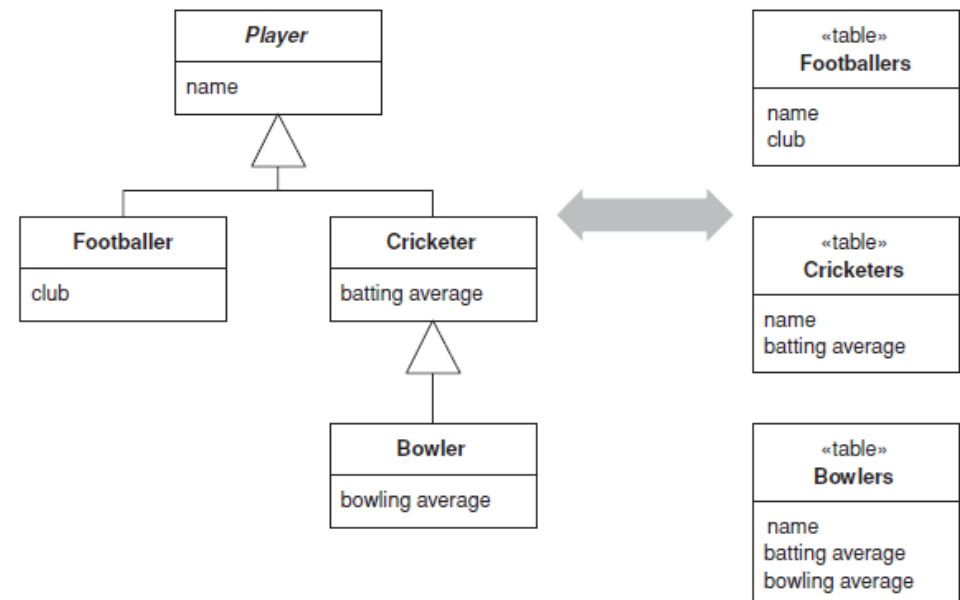 Player
name
Footballer
club
Cricketer
batting average
Bowler
bowling average
«table»
Footballers
name
club
«table»
Cricketers
name
batting average
«table»
Bowlers
name
batting average
bowling average